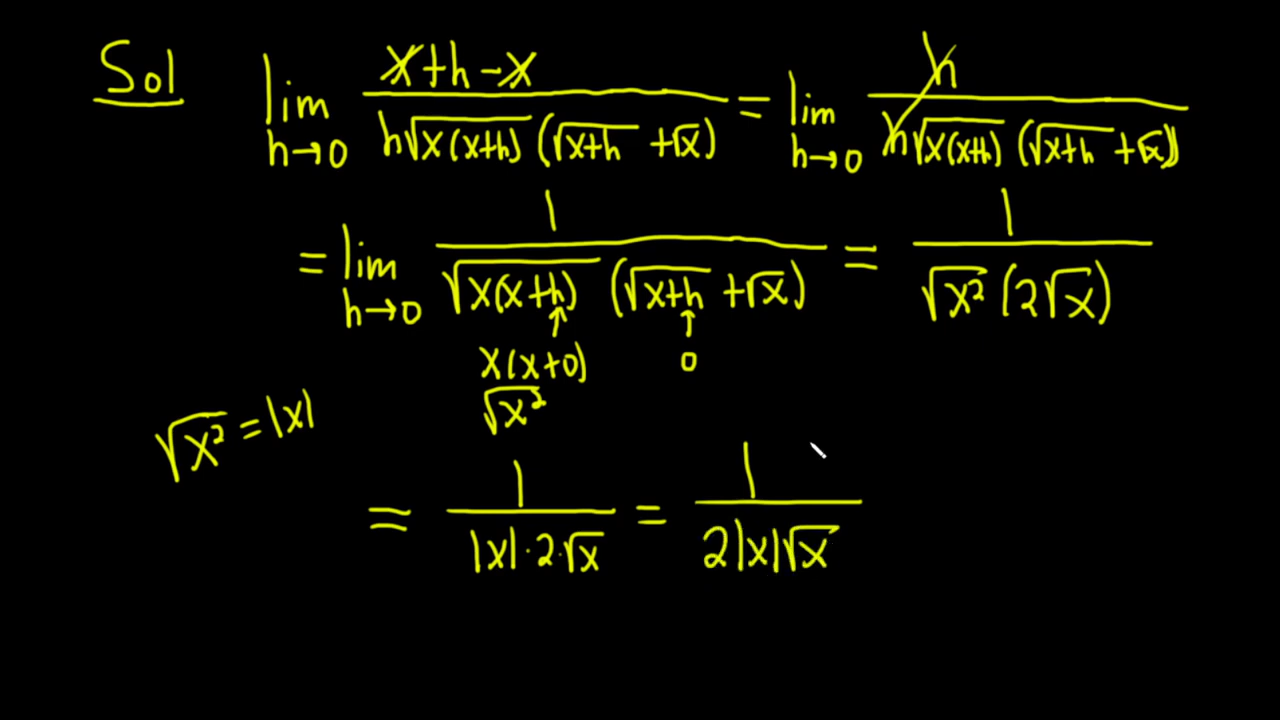 Sol lim h→0 (x+h−x)/(h√(x(x+h)) (√(x+h) + √x)) = lim h→0 h/(h√(x(x+h)) (√(x+h) + √x))
= lim h→0 1/(√(x(x+h)) (√(x+h) + √x)) = 1/(√(x²) (2√x))
x(x+0) 0
√(x²)
√(x²) = |x|
= 1/(|x|·2·√x) = 1/(2|x|√x)